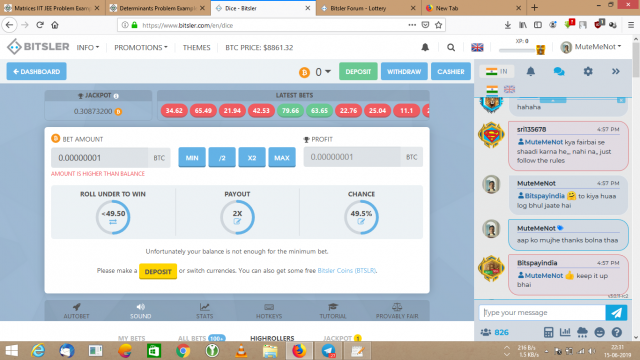 Matrices IIT JEE Problem Exam
Determinants Problem Example
Dice - Bitsler
Bitsler Forum - Lottery
New Tab
https://www.bitsler.com/en/dice
BITSLER
INFO
PROMOTIONS
THEMES
BTC PRICE: $8861.32
XP: 0
MuteMeNot
DASHBOARD
0
DEPOSIT
WITHDRAW
CASHIER
IN
JACKPOT
0.30873200
LATEST BETS
34.62 65.49 21.94 42.53 79.66 63.65 22.76 25.04 11.1
BET AMOUNT
0.00000001 BTC
AMOUNT IS HIGHER THAN BALANCE
MIN /2 X2 MAX
PROFIT
0.00000001 BTC
ROLL UNDER TO WIN
<49.50
PAYOUT
2X
CHANCE
49.5%
Unfortunately your balance is not enough for the minimum bet.
Please make a DEPOSIT or switch currencies. You can also get some free Bitsler Coins (BTSLR).
AUTOBET
SOUND
STATS
HOTKEYS
TUTORIAL
PROVABLY FAIR
MY BETS
ALL BETS 100+
HIGHROLLERS
JACKPOT 1
hahaha
sri135678 4:57 PM
MuteMeNot kya fairbai se
shaadi karna he,,, nahi na,, just
follow the rules
MuteMeNot 4:57 PM
Bitspayindia 🤗 to kiya huaa
log bhul jaate hai
MuteMeNot
aap ko mujhe thanks bolna thaa
Bitspayindia 4:57 PM
MuteMeNot 👍 keep it up
bhai
Type your message
826
216 B/s
1.5 KB/s
22:31
15-06-2019